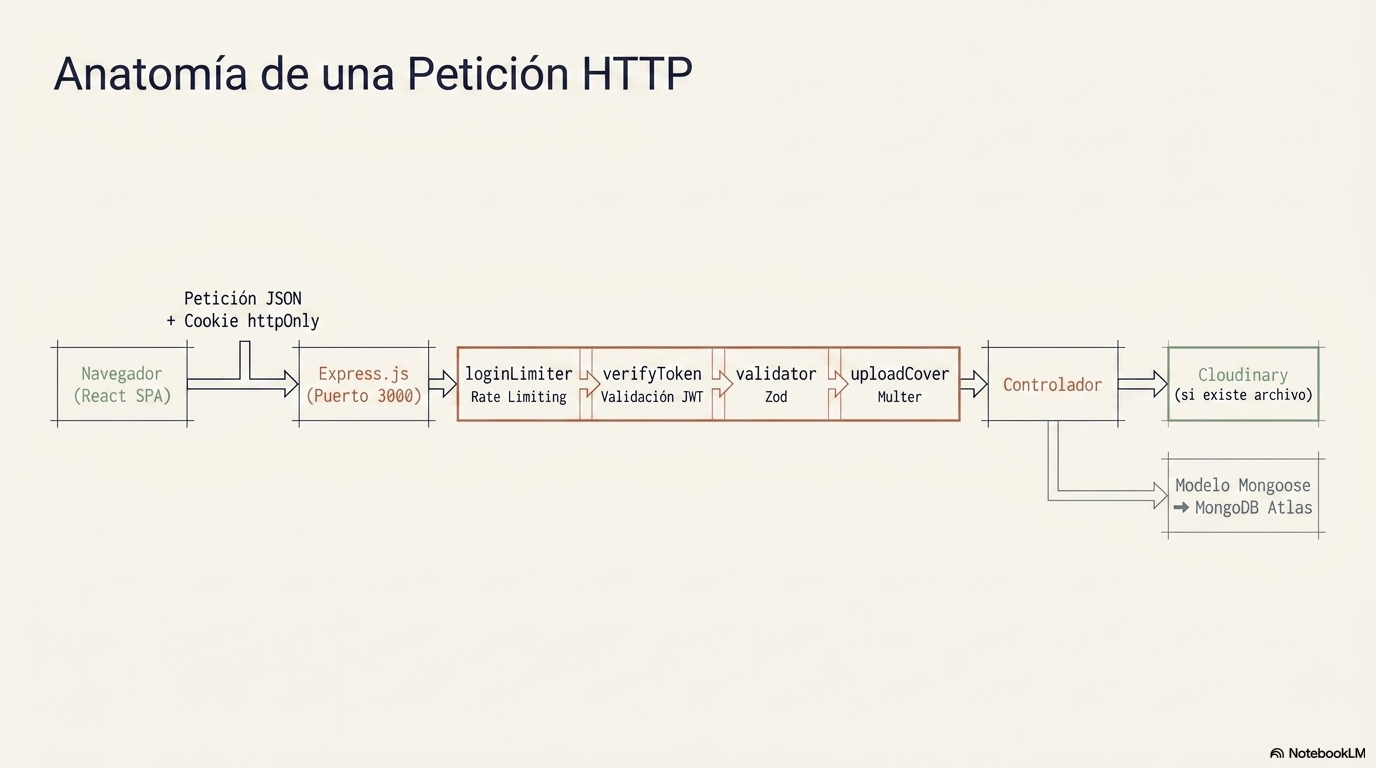 Anatomía de una Petición HTTP
Petición JSON
+ Cookie httpOnly
Navegador
(React SPA)
Express.js
(Puerto 3000)
loginLimiter
Rate Limiting
verifyToken
Validación JWT
validator
Zod
uploadCover
Multer
Controlador
Cloudinary
(si existe archivo)
Modelo Mongoose
➡ MongoDB Atlas
NotebookLM